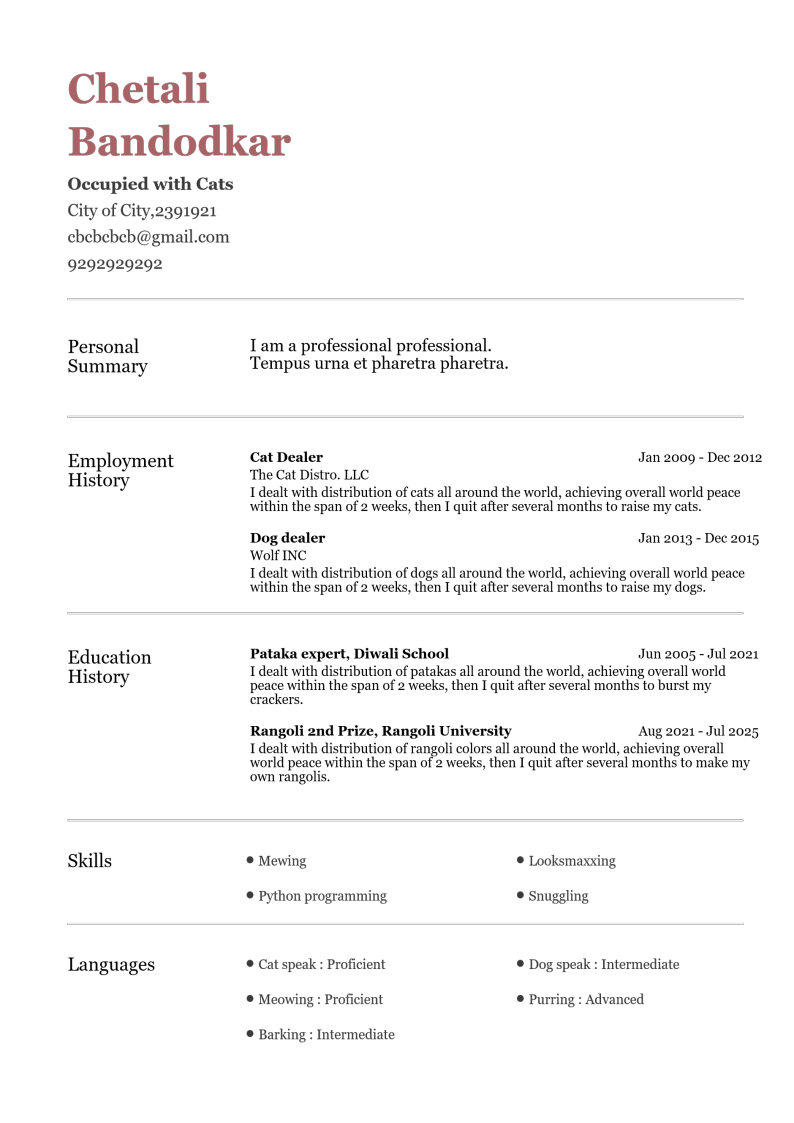 Chetali
Bandodkar
Occupied with Cats
City of City,2391921
cbcbcbcb@gmail.com
9292929292
Personal
Summary
I am a professional professional.
Tempus urna et pharetra pharetra.
Employment
History
Cat Dealer Jan 2009 - Dec 2012
The Cat Distro. LLC
I dealt with distribution of cats all around the world, achieving overall world peace
within the span of 2 weeks, then I quit after several months to raise my cats.
Dog dealer Jan 2013 - Dec 2015
Wolf INC
I dealt with distribution of dogs all around the world, achieving overall world peace
within the span of 2 weeks, then I quit after several months to raise my dogs.
Education
History
Pataka expert, Diwali School Jun 2005 - Jul 2021
I dealt with distribution of patakas all around the world, achieving overall world
peace within the span of 2 weeks, then I quit after several months to burst my
crackers.
Rangoli 2nd Prize, Rangoli University Aug 2021 - Jul 2025
I dealt with distribution of rangoli colors all around the world, achieving overall
world peace within the span of 2 weeks, then I quit after several months to make my
own rangolis.
Skills
• Mewing • Looksmaxxing
• Python programming • Snuggling
Languages
• Cat speak : Proficient • Dog speak : Intermediate
• Meowing : Proficient • Purring : Advanced
• Barking : Intermediate